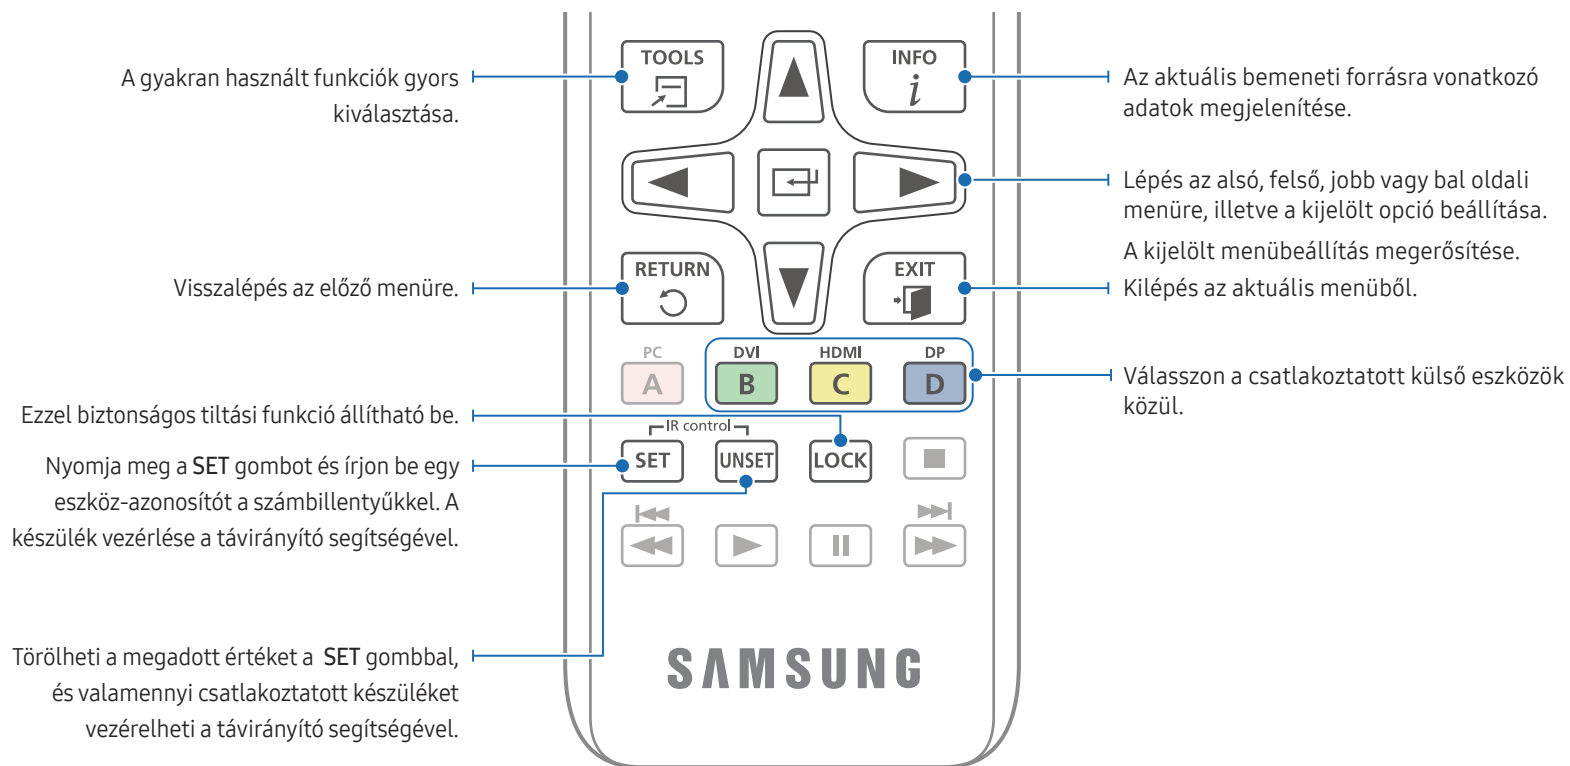 TOOLS
INFO
i
A gyakran használt funkciók gyors
kiválasztása.
Az aktuális bemeneti forrásra vonatkozó
adatok megjelenítése.
Lépés az alsó, felső, jobb vagy bal oldali
menüre, illetve a kijelölt opció beállítása.
A kijelölt menübeállítás megerősítése.
RETURN
EXIT
Visszalépés az előző menüre.
Kilépés az aktuális menüből.
PC
DVI
HDMI
DP
A
B
C
D
Válasszon a csatlakoztatott külső eszközök
közül.
Ezzel biztonságos tiltási funkció állítható be.
IR control
SET
UNSET
LOCK
Nyomja meg a SET gombot és írjon be egy
eszköz-azonosítót a számbillentyűkkel. A
készülék vezérlése a távirányító segítségével.
Törölheti a megadott értéket a SET gombbal,
és valamennyi csatlakoztatott készüléket
vezérelheti a távirányító segítségével.
SAMSUNG